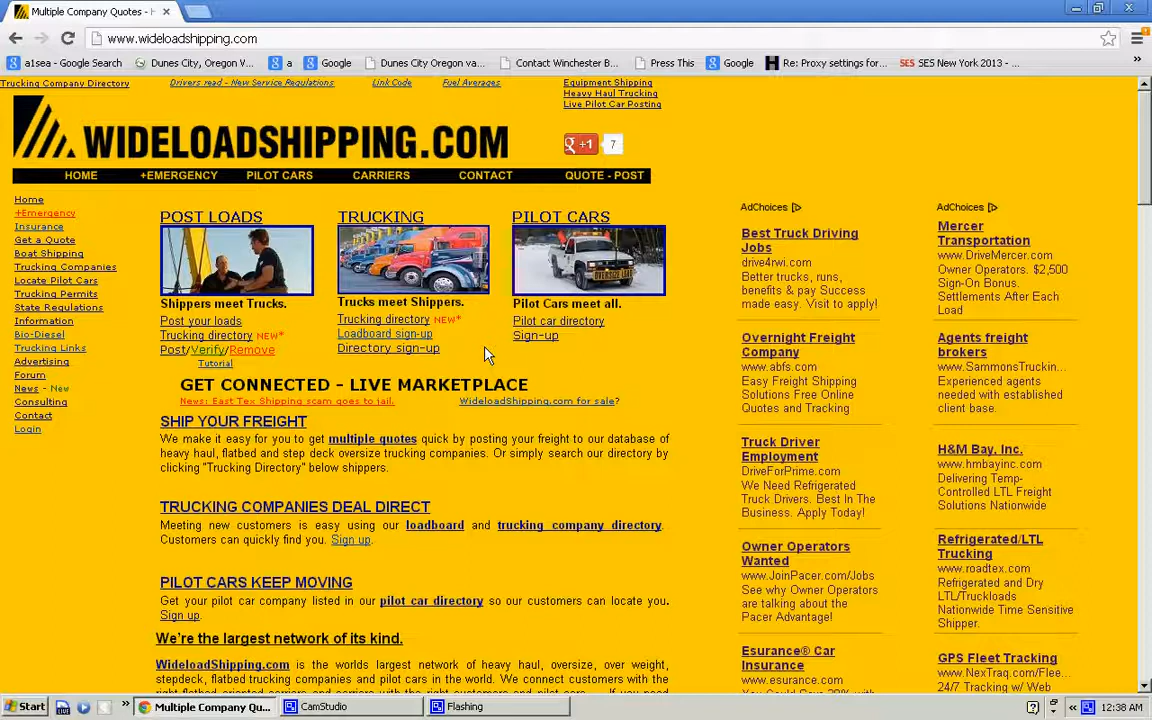 Multiple Company Quotes - H
www.wideloadshipping.com
a1sea - Google Search
Dunes City, Oregon V...
a
Google
Dunes City Oregon va...
Contact Winchester B...
Press This
Google
Re: Proxy settings for...
SES New York 2013 - ...
Trucking Company Directory
Drivers read - New Service Regulations
Link Code
Fuel Averages
Equipment Shipping
Heavy Haul Trucking
Live Pilot Car Posting
WIDELOADSHIPPING.COM
g +1 7
HOME +EMERGENCY PILOT CARS CARRIERS CONTACT QUOTE - POST
Home
+Emergency
Insurance
Get a Quote
Boat Shipping
Trucking Companies
Locate Pilot Cars
Trucking Permits
State Regulations
Information
Bio-Diesel
Trucking Links
Advertising
Forum
News - New
Consulting
Contact
Login
POST LOADS
Shippers meet Trucks.
Post your loads
Trucking directory NEW*
Post/Verify/Remove
Tutorial
TRUCKING
Trucks meet Shippers.
Trucking directory NEW*
Loadboard sign-up
Directory sign-up
PILOT CARS
OVERSIZE LOAD
Pilot Cars meet all.
Pilot car directory
Sign-up
GET CONNECTED - LIVE MARKETPLACE
News: East Tex Shipping scam goes to jail.
WideloadShipping.com for sale?
SHIP YOUR FREIGHT
We make it easy for you to get multiple quotes quick by posting your freight to our database of
heavy haul, flatbed and step deck oversize trucking companies. Or simply search our directory by
clicking "Trucking Directory" below shippers.
TRUCKING COMPANIES DEAL DIRECT
Meeting new customers is easy using our loadboard and trucking company directory.
Customers can quickly find you. Sign up.
PILOT CARS KEEP MOVING
Get your pilot car company listed in our pilot car directory so our customers can locate you.
Sign up.
We're the largest network of its kind.
WideloadShipping.com is the worlds largest network of heavy haul, oversize, over weight,
stepdeck, flatbed trucking companies and pilot cars in the world. We connect customers with the
AdChoices
Best Truck Driving
Jobs
drive4rwi.com
Better trucks, runs,
benefits & pay Success
made easy. Visit to apply!
Overnight Freight
Company
www.abfs.com
Easy Freight Shipping
Solutions Free Online
Quotes and Tracking
Truck Driver
Employment
DriveForPrime.com
We Need Refrigerated
Truck Drivers. Best In The
Business. Apply Today!
Owner Operators
Wanted
www.JoinPacer.com/Jobs
See why Owner Operators
are talking about the
Pacer Advantage!
Esurance® Car
Insurance
www.esurance.com
AdChoices
Mercer
Transportation
www.DriveMercer.com
Owner Operators. $2,500
Sign-On Bonus.
Settlements After Each
Load
Agents freight
brokers
www.SammonsTruckin...
Experienced agents
needed with established
client base.
H&M Bay, Inc.
www.hmbayinc.com
Delivering Temp-
Controlled LTL Freight
Solutions Nationwide
Refrigerated/LTL
Trucking
www.roadtex.com
Refrigerated and Dry
LTL/Truckloads
Nationwide Time Sensitive
Shipper.
GPS Fleet Tracking
www.NexTraq.com/Flee...
24/7 Tracking w/ Web
Start
Multiple Company Qu...
CamStudio
Flashing
12:38 AM